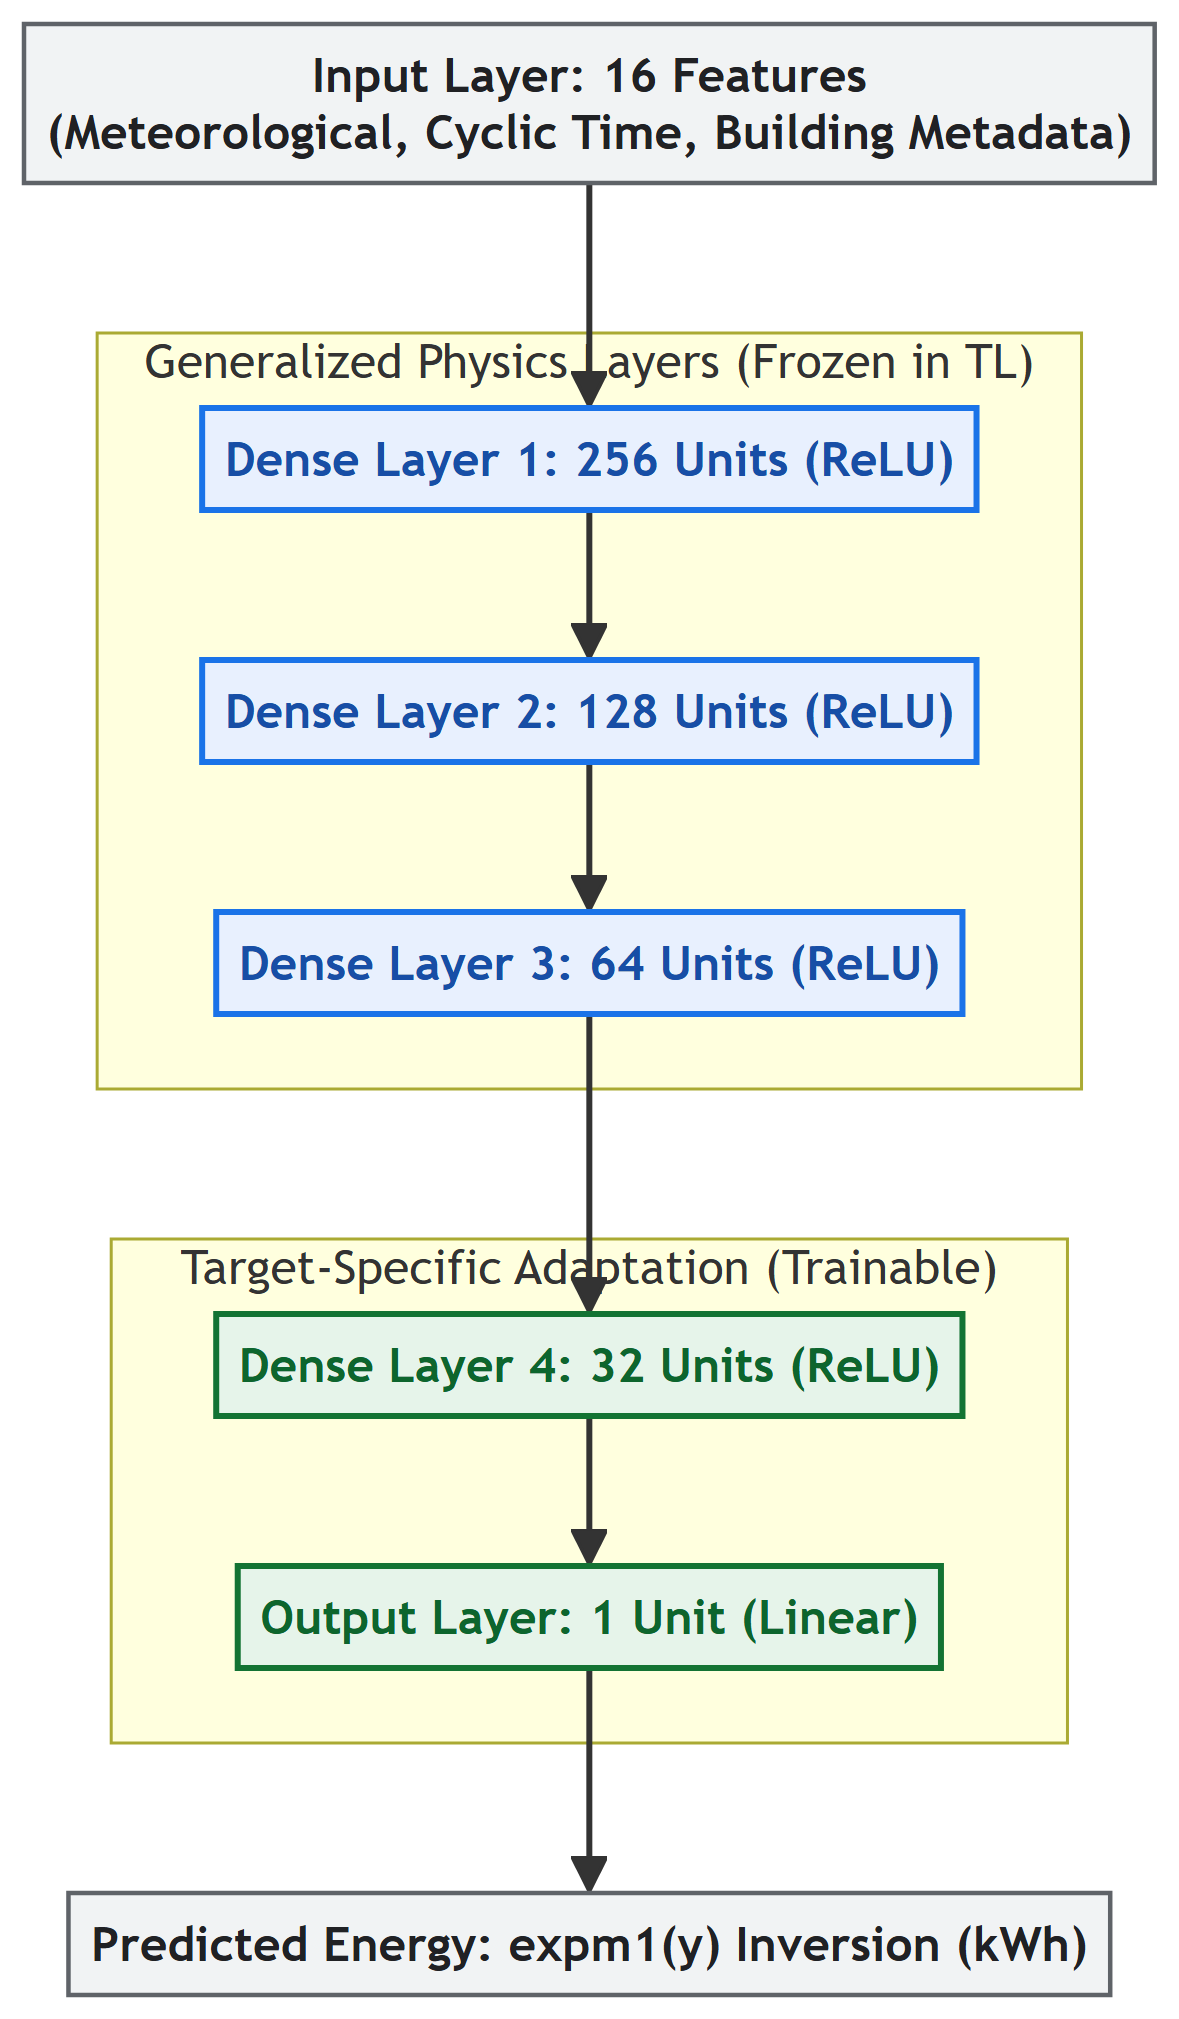 Input Layer: 16 Features
(Meteorological, Cyclic Time, Building Metadata)
Generalized Physics Layers (Frozen in TL)
Dense Layer 1: 256 Units (ReLU)
Dense Layer 2: 128 Units (ReLU)
Dense Layer 3: 64 Units (ReLU)
Target-Specific Adaptation (Trainable)
Dense Layer 4: 32 Units (ReLU)
Output Layer: 1 Unit (Linear)
Predicted Energy: expm1(y) Inversion (kWh)